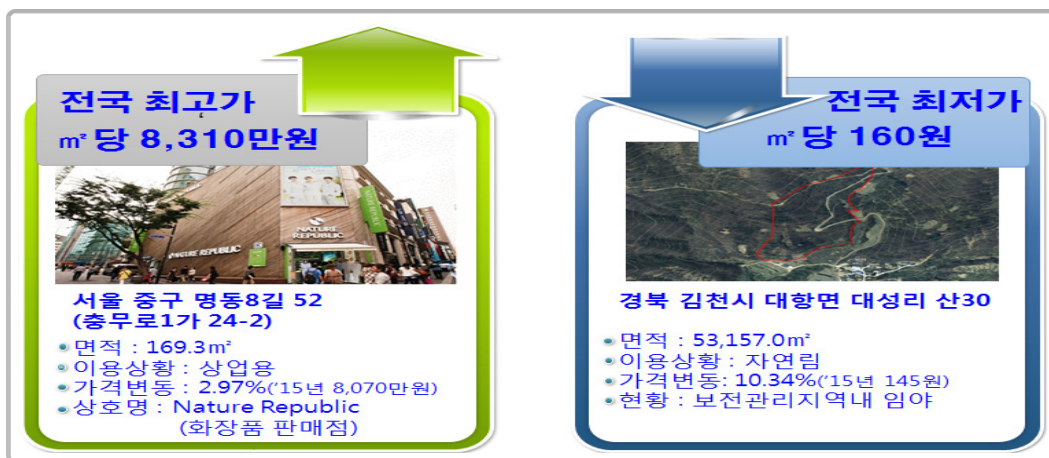 전국 최고가
㎡당 8,310만원
NATURE
REPUBLIC
NATURE REPUBLIC
서울 중구 명동8길 52
(충무로1가 24-2)
면적 : 169.3㎡
이용상황 : 상업용
가격변동 : 2.97%('15년 8,070만원)
상호명 : Nature Republic
(화장품 판매점)
전국 최저가
㎡당 160원
경북 김천시 대항면 대성리 산30
면적 : 53,157.0㎡
이용상황 : 자연림
가격변동: 10.34%('15년 145원)
현황 : 보전관리지역내 임야